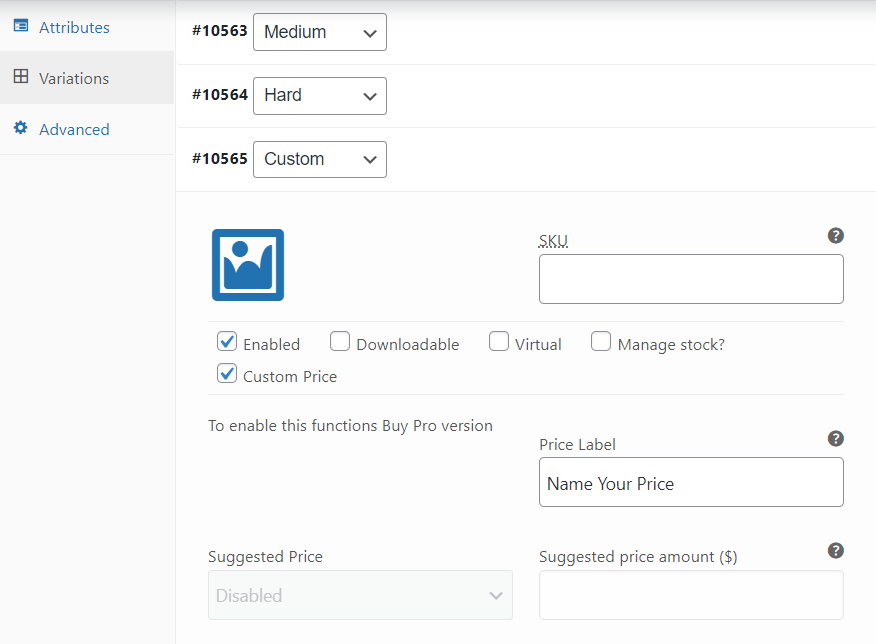 Attributes
Variations
Advanced
#10563 Medium
#10564 Hard
#10565 Custom
SKU ?
Enabled Downloadable Virtual Manage stock?
Custom Price
To enable this functions Buy Pro version
Price Label ?
Name Your Price
Suggested Price Suggested price amount ($) ?
Disabled